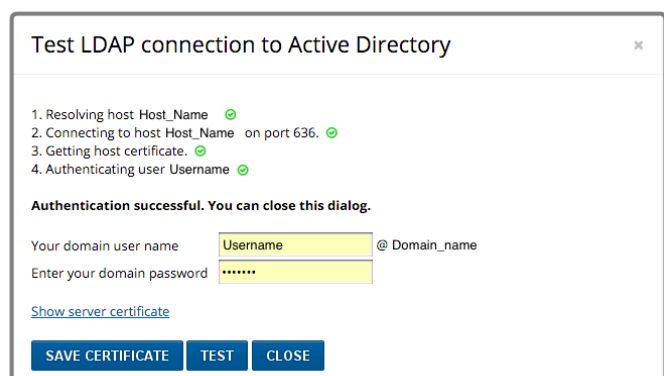 Test LDAP connection to Active Directory ×
1. Resolving host Host_Name
2. Connecting to host Host_Name on port 636.
3. Getting host certificate.
4. Authenticating user Username
Authentication successful. You can close this dialog.
Your domain user name Username @ Domain_name
Enter your domain password •••••••
Show server certificate
SAVE CERTIFICATE TEST CLOSE